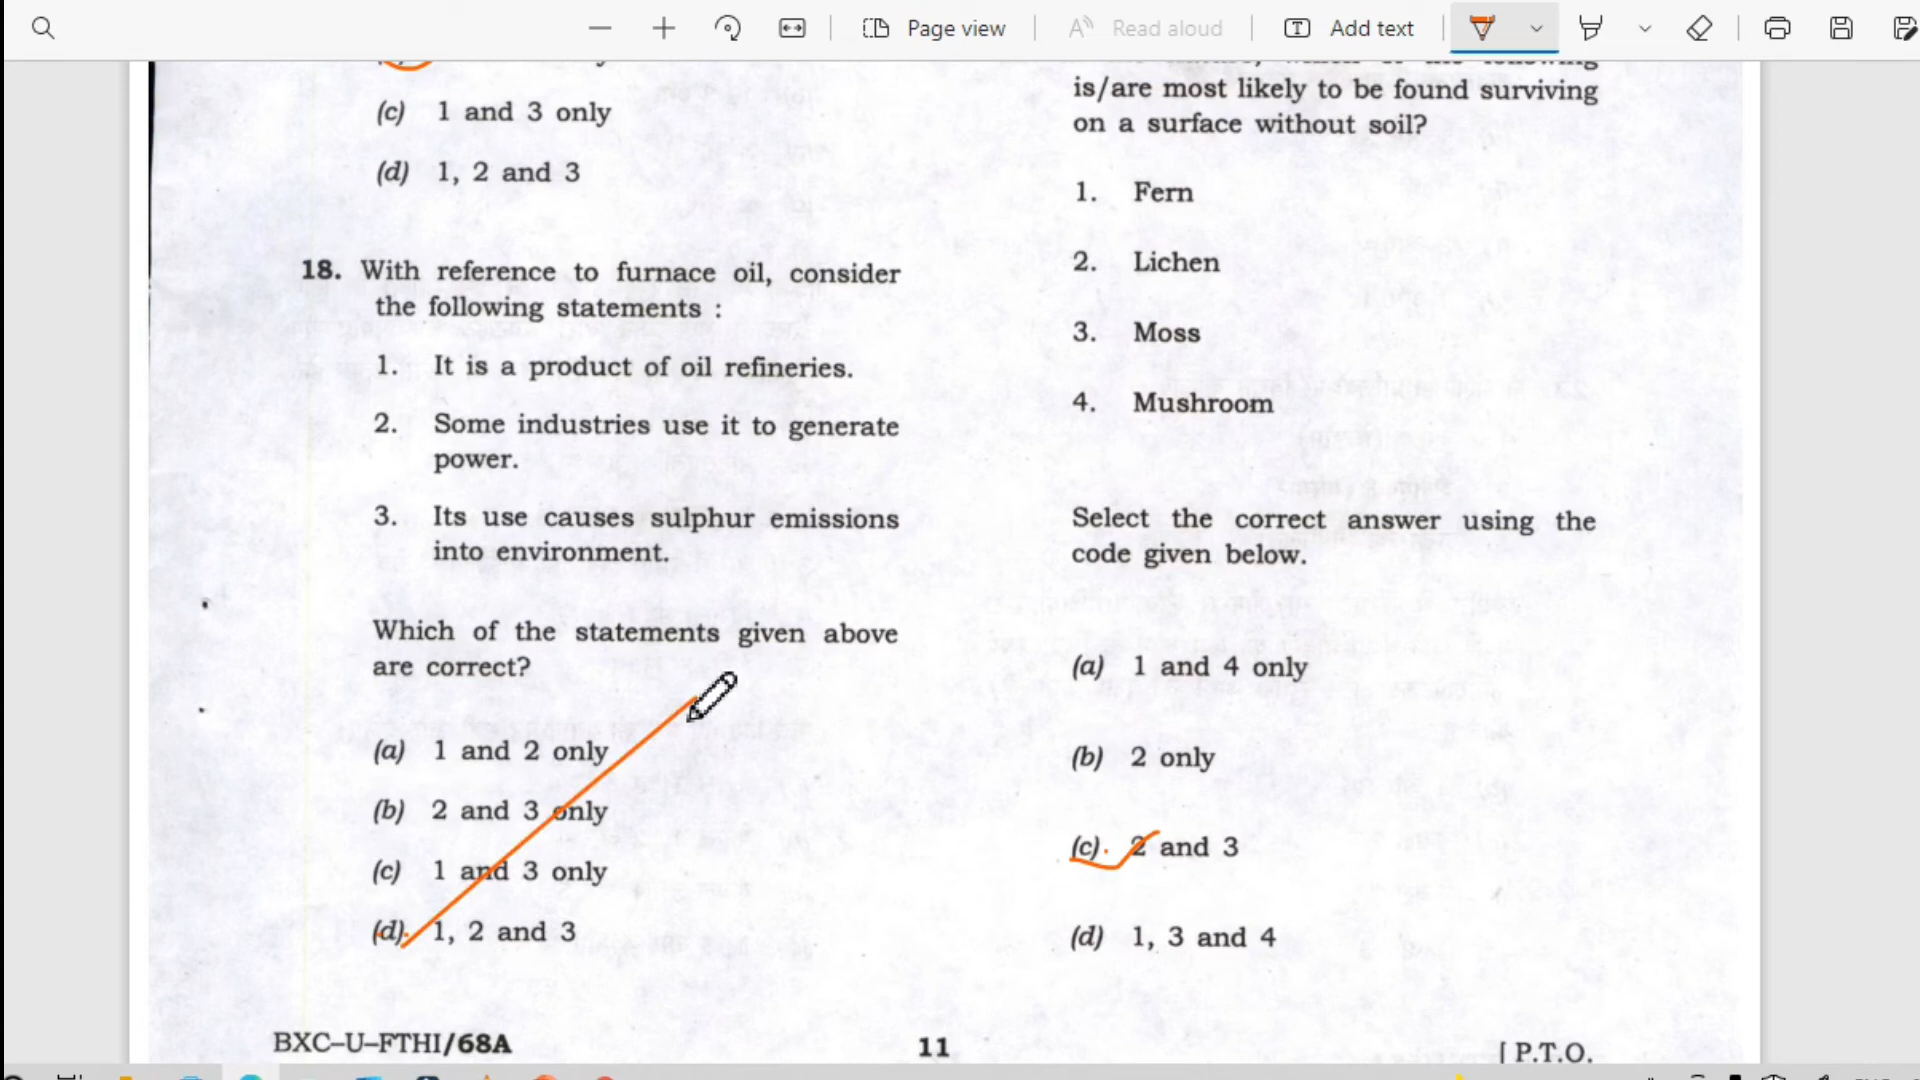 Page view
Read aloud
Add text
(c) 1 and 3 only
(d) 1, 2 and 3
18. With reference to furnace oil, consider
the following statements :
1. It is a product of oil refineries.
2. Some industries use it to generate
power.
3. Its use causes sulphur emissions
into environment.
Which of the statements given above
are correct?
(a) 1 and 2 only
(b) 2 and 3 only
(c) 1 and 3 only
(d) 1, 2 and 3
is/are most likely to be found surviving
on a surface without soil?
1. Fern
2. Lichen
3. Moss
4. Mushroom
Select the correct answer using the
code given below.
(a) 1 and 4 only
(b) 2 only
(c) 2 and 3
(d) 1, 3 and 4
BXC–U–FTHI/68A
11
[ P.T.O.